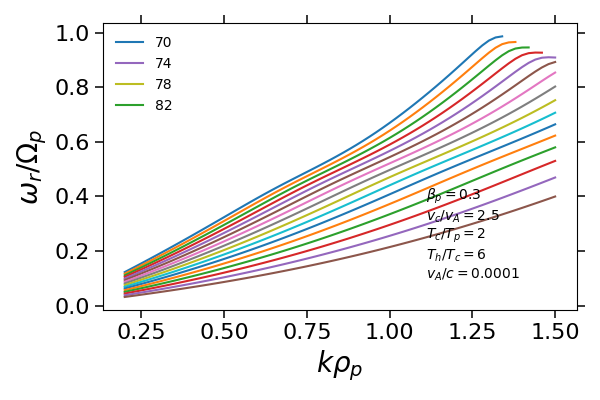 1.0
0.8
0.6
0.4
0.2
0.0
ω_r/Ω_p
70
74
78
82
β_p = 0.3
v_c/v_A = 2.5
T_c/T_p = 2
T_h/T_c = 6
v_A/c = 0.0001
0.25 0.50 0.75 1.00 1.25 1.50
kρ_p